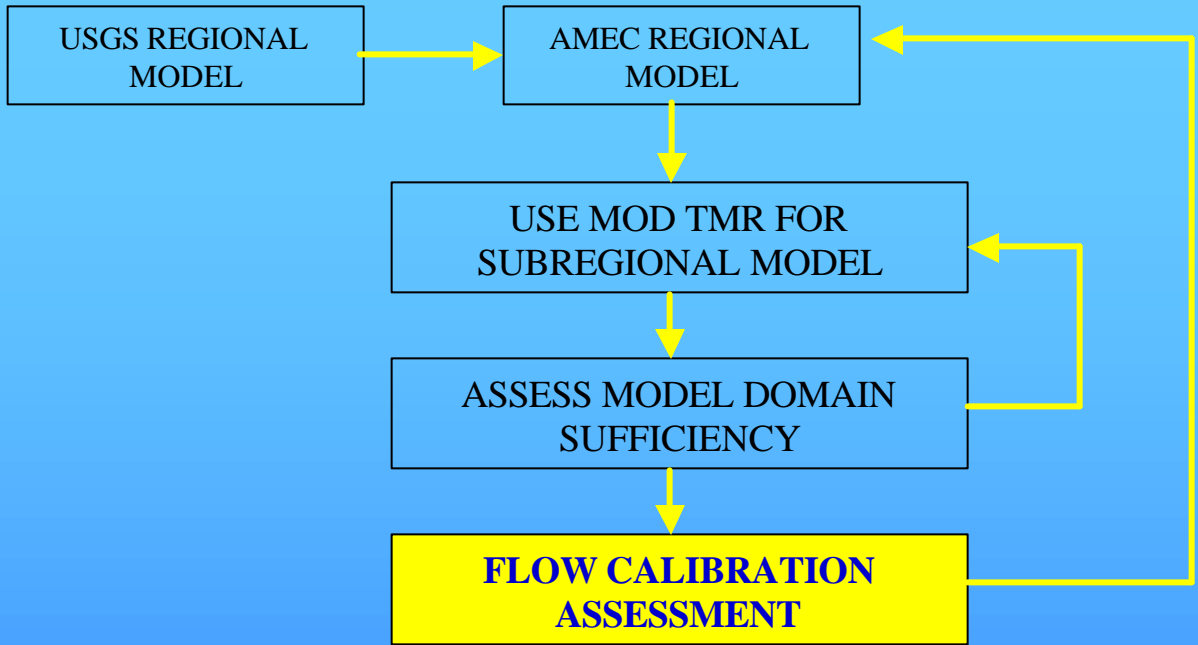 USGS REGIONAL
MODEL
AMEC REGIONAL
MODEL
USE MOD TMR FOR
SUBREGIONAL MODEL
ASSESS MODEL DOMAIN
SUFFICIENCY
FLOW CALIBRATION
ASSESSMENT